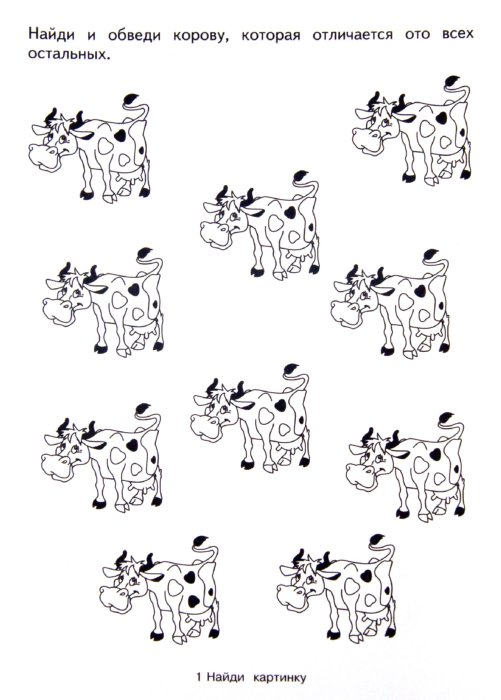 Найди и обведи корову, которая отличается ото всех
остальных.
1 Найди картинку